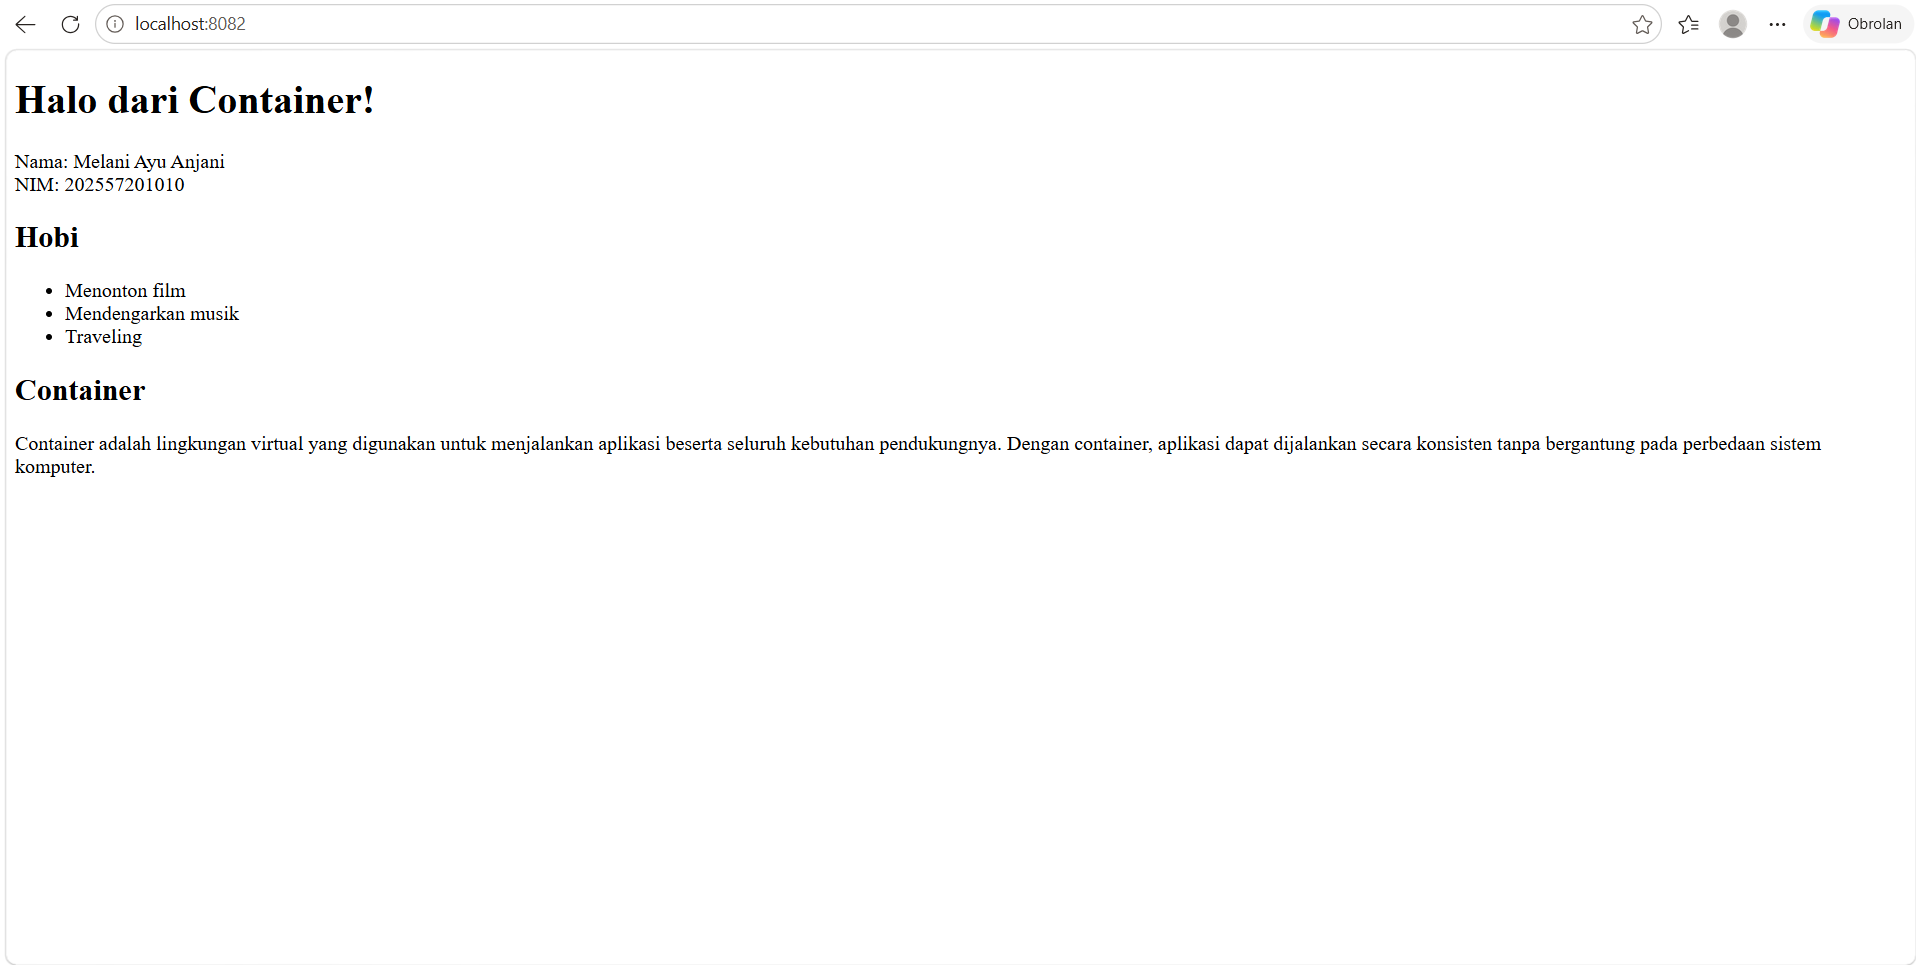 localhost:8082
Obrolan
Halo dari Container!
Nama: Melani Ayu Anjani
NIM: 202557201010
Hobi
Menonton film
Mendengarkan musik
Traveling
Container
Container adalah lingkungan virtual yang digunakan untuk menjalankan aplikasi beserta seluruh kebutuhan pendukungnya. Dengan container, aplikasi dapat dijalankan secara konsisten tanpa bergantung pada perbedaan sistem
komputer.